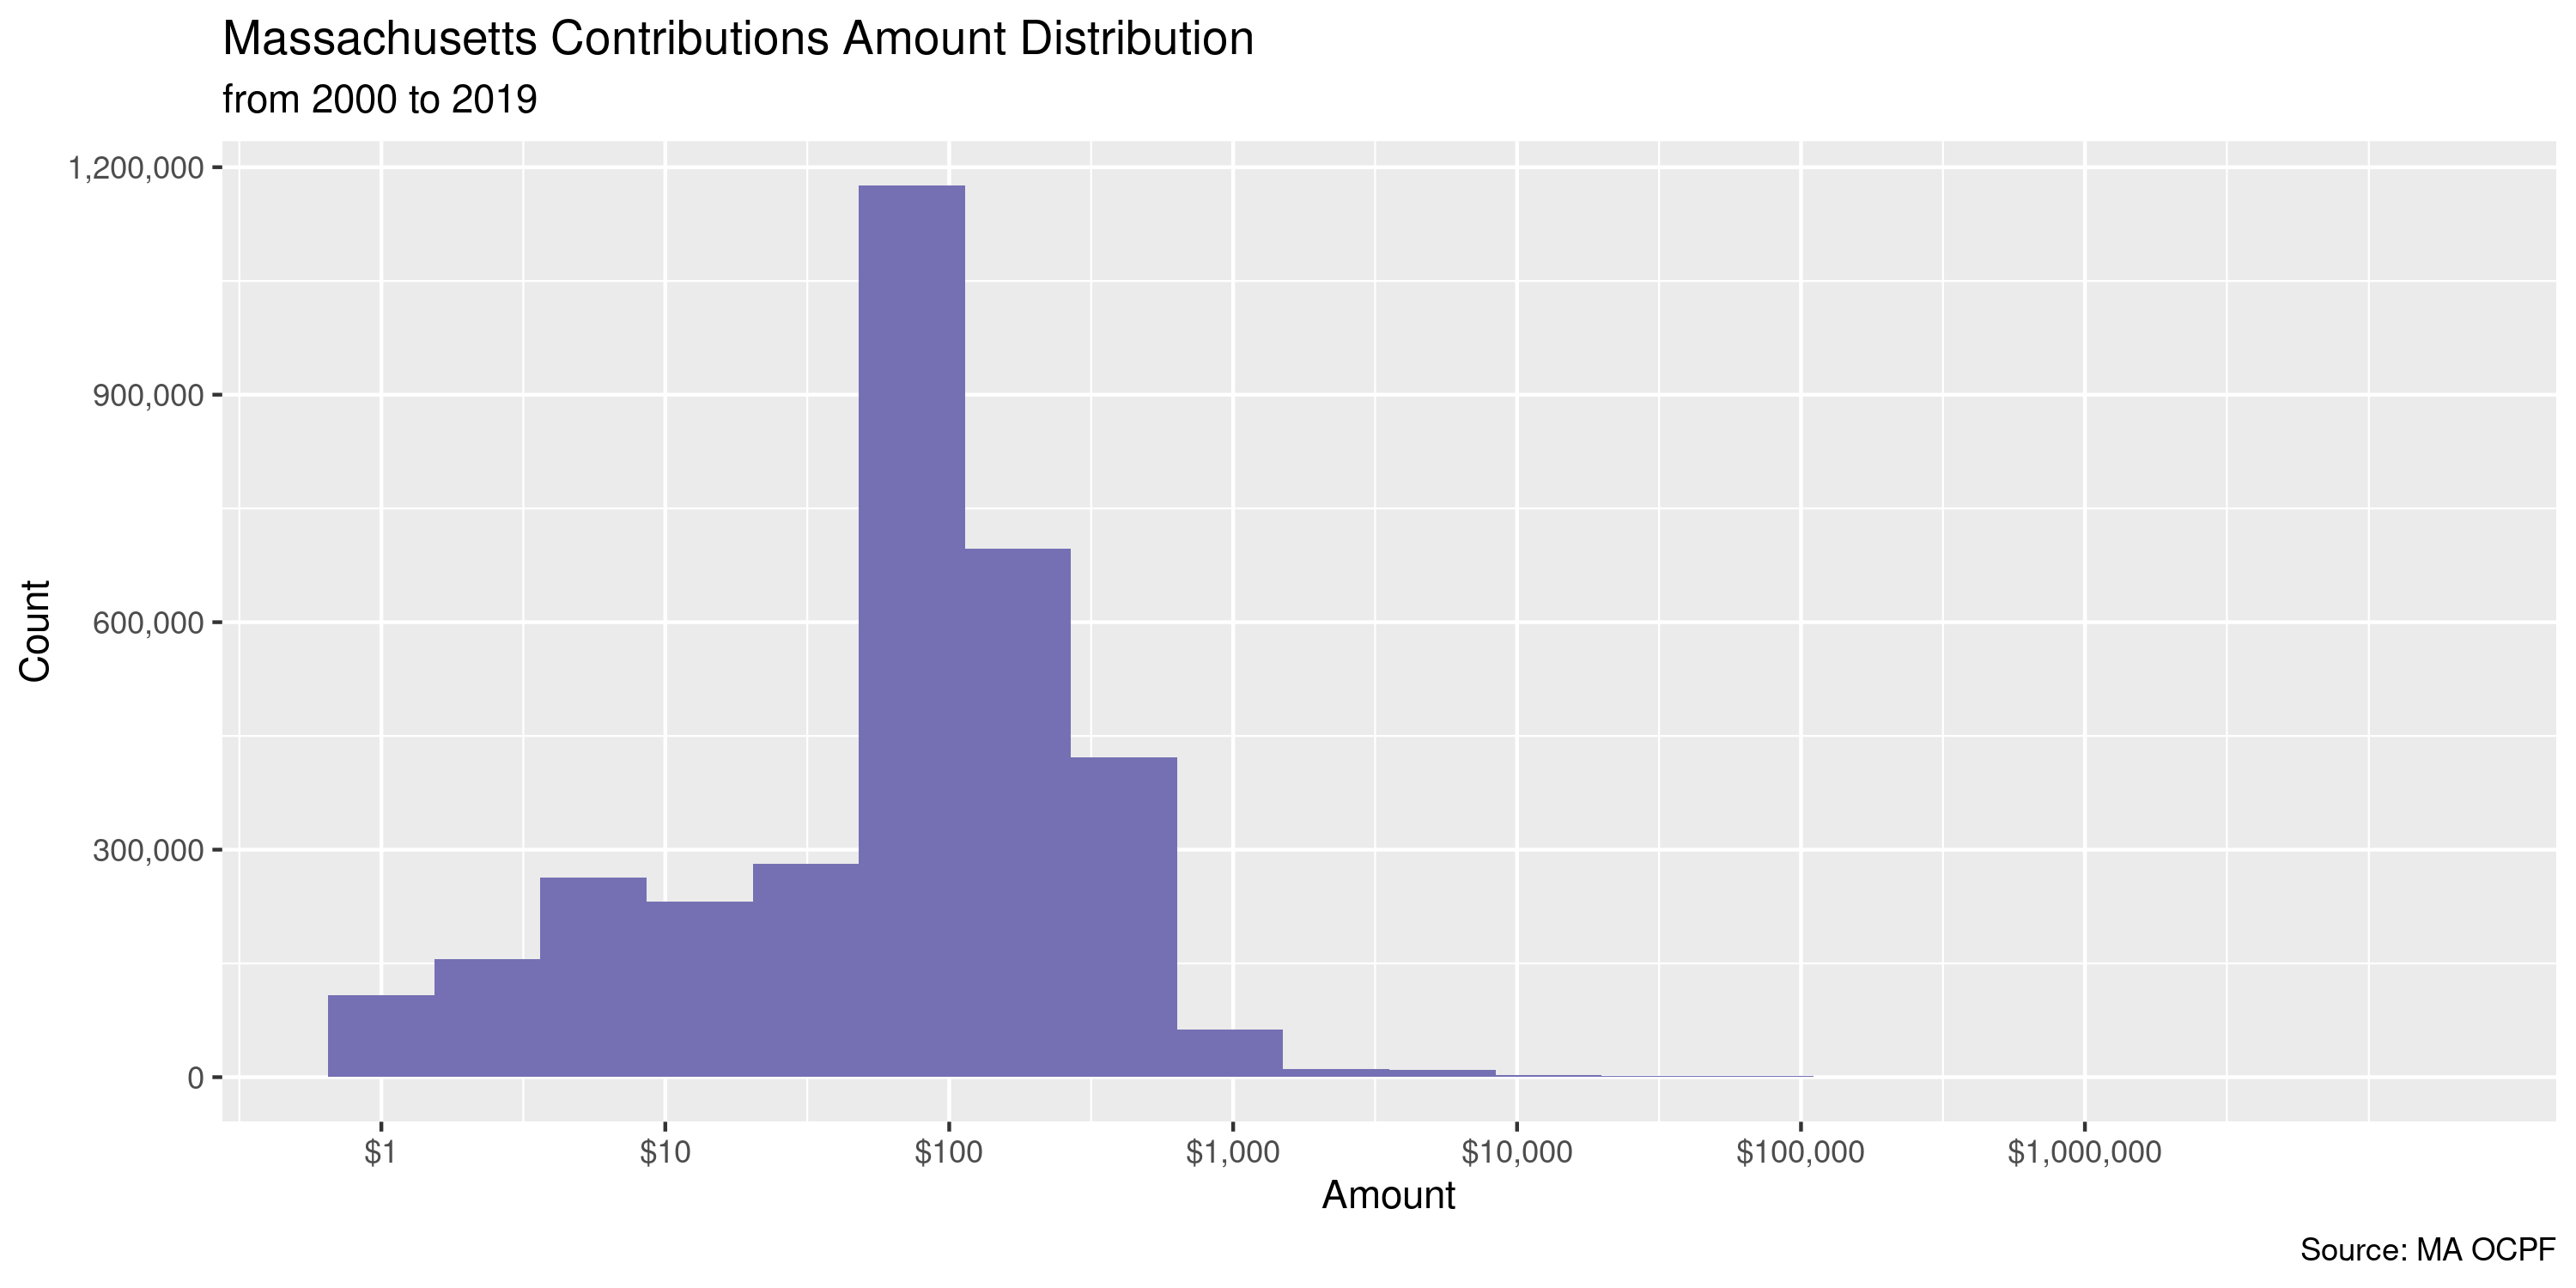 Massachusetts Contributions Amount Distribution
from 2000 to 2019
1,200,000
900,000
600,000
300,000
0
Count
$1 $10 $100 $1,000 $10,000 $100,000 $1,000,000
Amount
Source: MA OCPF